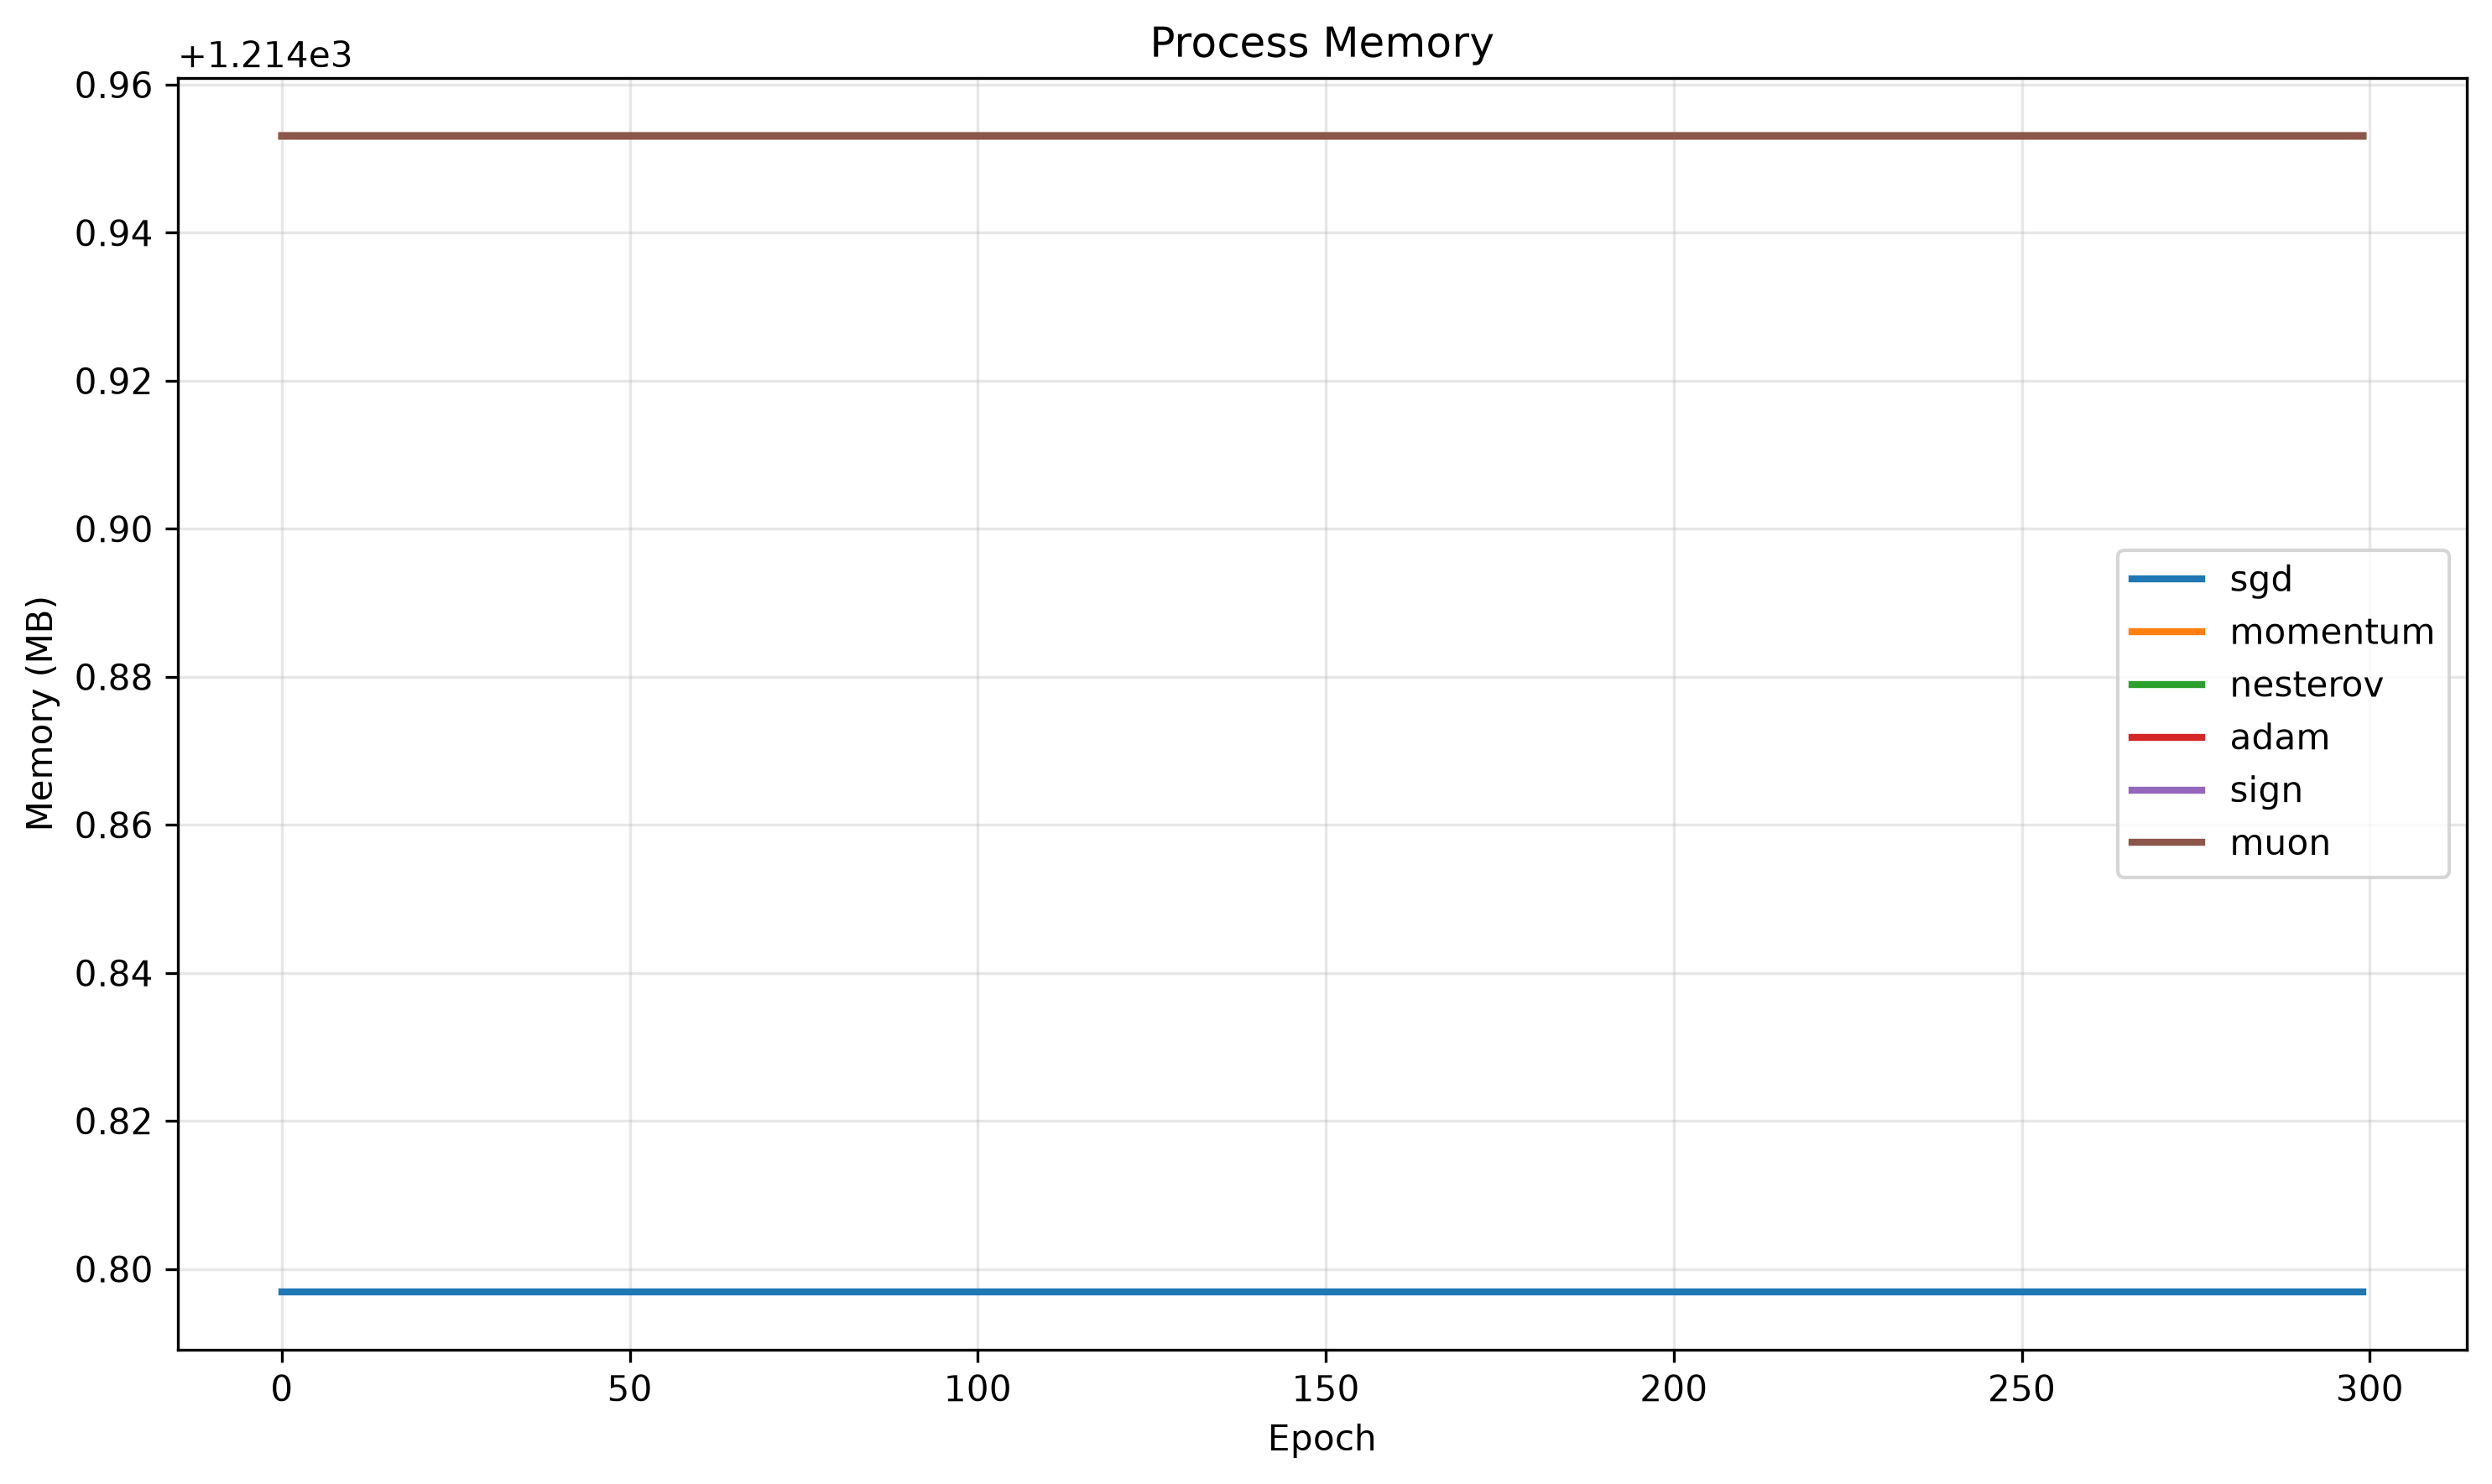 Process Memory
+1.214e3
0.96
0.94
0.92
0.90
0.88
0.86
0.84
0.82
0.80
Memory (MB)
sgd
momentum
nesterov
adam
sign
muon
0 50 100 150 200 250 300
Epoch